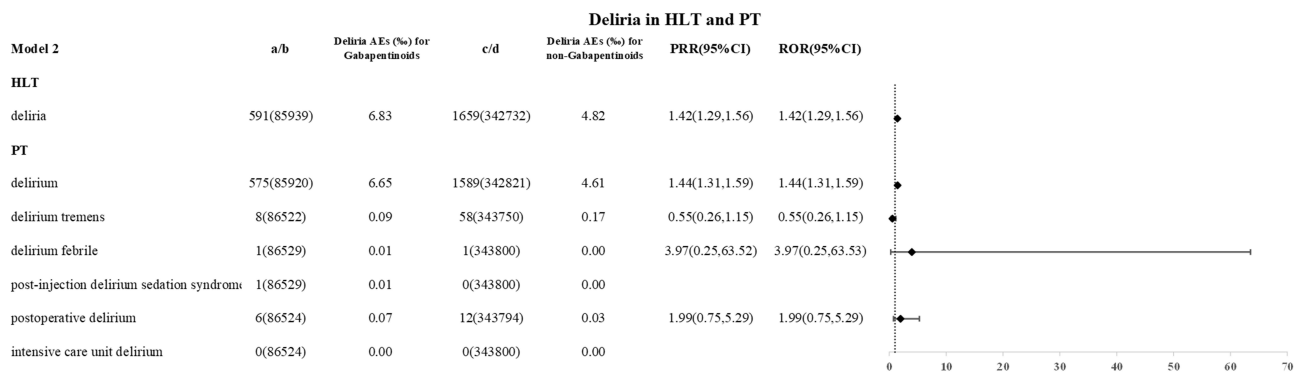 Deliria in HLT and PT
Model 2 a/b Deliria AEs (‰) for Gabapentinoids c/d Deliria AEs (‰) for non-Gabapentinoids PRR(95%CI) ROR(95%CI)
HLT
deliria 591(85939) 6.83 1659(342732) 4.82 1.42(1.29,1.56) 1.42(1.29,1.56)
PT
delirium 575(85920) 6.65 1589(342821) 4.61 1.44(1.31,1.59) 1.44(1.31,1.59)
delirium tremens 8(86522) 0.09 58(343750) 0.17 0.55(0.26,1.15) 0.55(0.26,1.15)
delirium febrile 1(86529) 0.01 1(343800) 0.00 3.97(0.25,63.52) 3.97(0.25,63.53)
post-injection delirium sedation syndrome 1(86529) 0.01 0(343800) 0.00
postoperative delirium 6(86524) 0.07 12(343794) 0.03 1.99(0.75,5.29) 1.99(0.75,5.29)
intensive care unit delirium 0(86524) 0.00 0(343800) 0.00
0 10 20 30 40 50 60 70